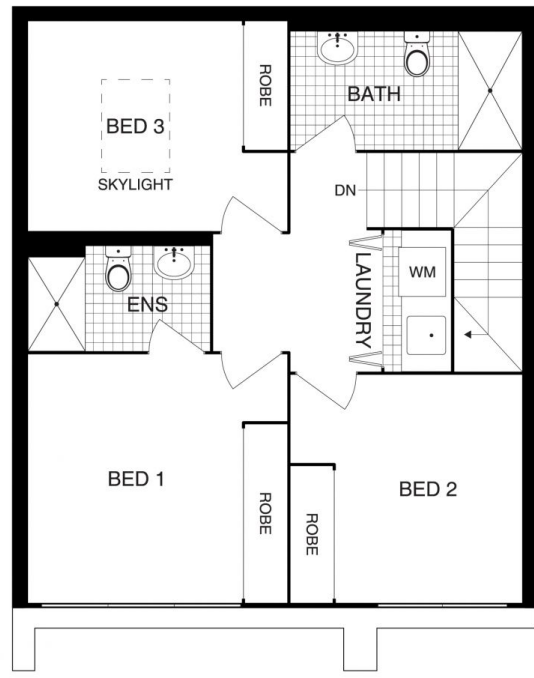 ROBE
BATH
BED 3
SKYLIGHT
DN
WM
LAUNDRY
ENS
BED 1
BED 2
ROBE
ROBE